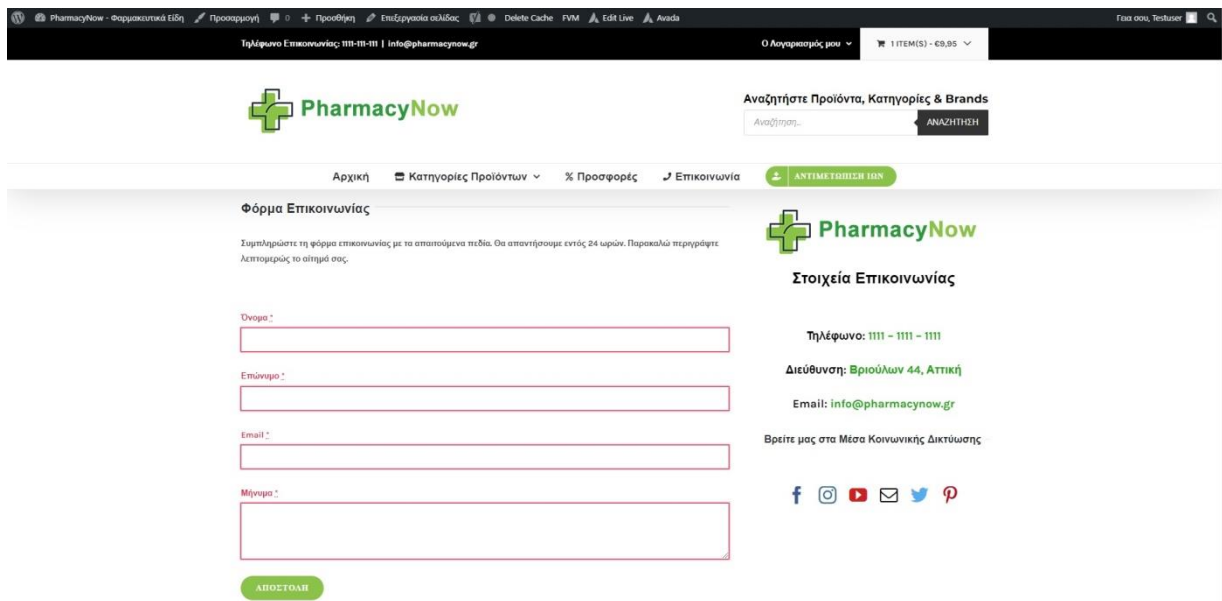 PharmacyNow - Φαρμακευτικά Είδη Προσαρμογή 0 Προσθήκη Επεξεργασία σελίδας Delete Cache FVM Edit Live Avada Γεια σου, Testuser
Τηλέφωνο Επικοινωνίας: 1111-111-111 | info@pharmacynow.gr Ο Λογαριασμός μου 1 ITEM(S) - €9,95
PharmacyNow
Αναζητήστε Προϊόντα, Κατηγορίες & Brands
Αναζήτηση... ΑΝΑΖΗΤΗΣΗ
Αρχική Κατηγορίες Προϊόντων % Προσφορές Επικοινωνία ΑΝΤΙΜΕΤΩΠΙΣΗ ΙΩΝ
Φόρμα Επικοινωνίας
Συμπληρώστε τη φόρμα επικοινωνίας με τα απαιτούμενα πεδία. Θα απαντήσουμε εντός 24 ωρών. Παρακαλώ περιγράψτε
λεπτομερώς το αίτημά σας.
Όνομα *
Επώνυμο *
Email *
Μήνυμα *
ΑΠΟΣΤΟΛΗ
PharmacyNow
Στοιχεία Επικοινωνίας
Τηλέφωνο: 1111 – 1111 – 1111
Διεύθυνση: Βριούλων 44, Αττική
Email: info@pharmacynow.gr
Βρείτε μας στα Μέσα Κοινωνικής Δικτύωσης